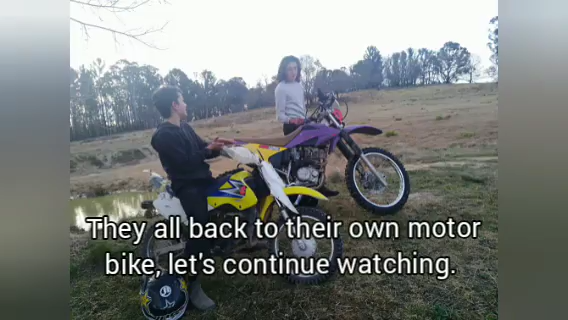 They all back to their own motor
bike, let's continue watching.